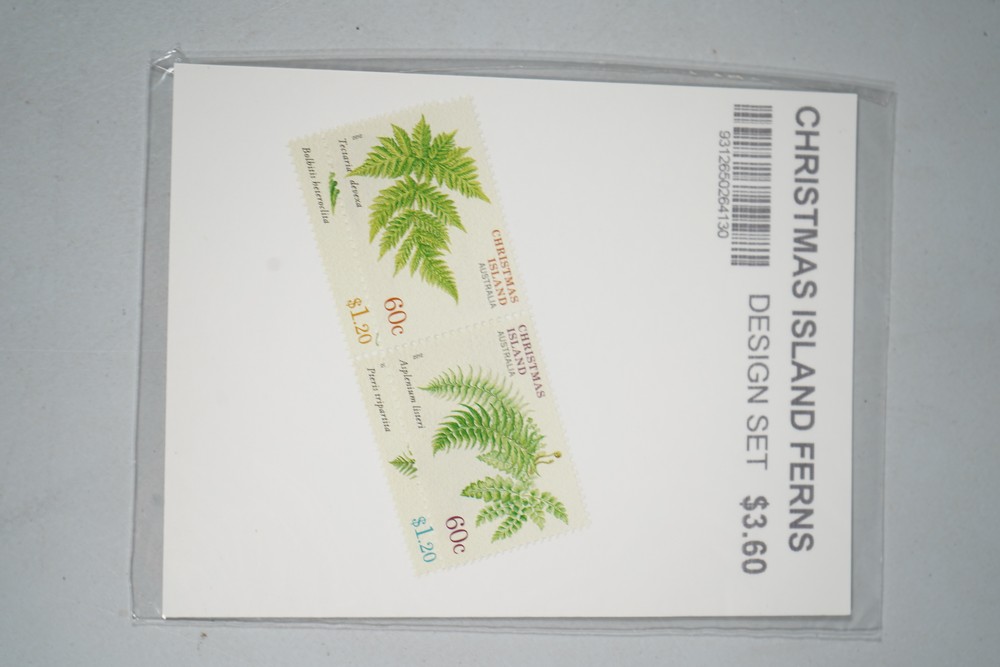 CHRISTMAS ISLAND FERNS
DESIGN SET $3.60
9312650264130
CHRISTMAS
ISLAND
AUSTRALIA
60c
Tectaria devexa
CHRISTMAS
ISLAND
AUSTRALIA
60c
Asplenium listeri
Bolbitis heteroclita
$1.20
Pteris tripartita
$1.20